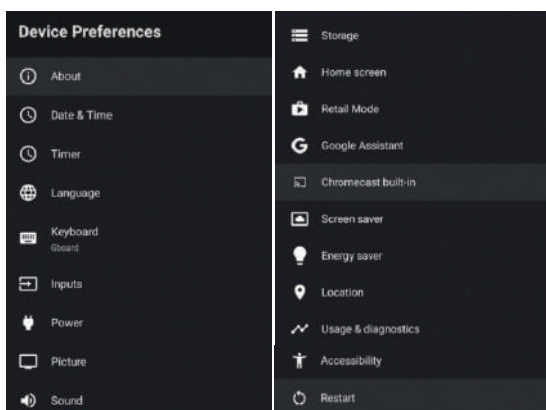 Device Preferences
About
Date & Time
Timer
Language
Keyboard
Gboard
Inputs
Power
Picture
Sound
Storage
Home screen
Retail Mode
Google Assistant
Chromecast built-in
Screen saver
Energy saver
Location
Usage & diagnostics
Accessibility
Restart